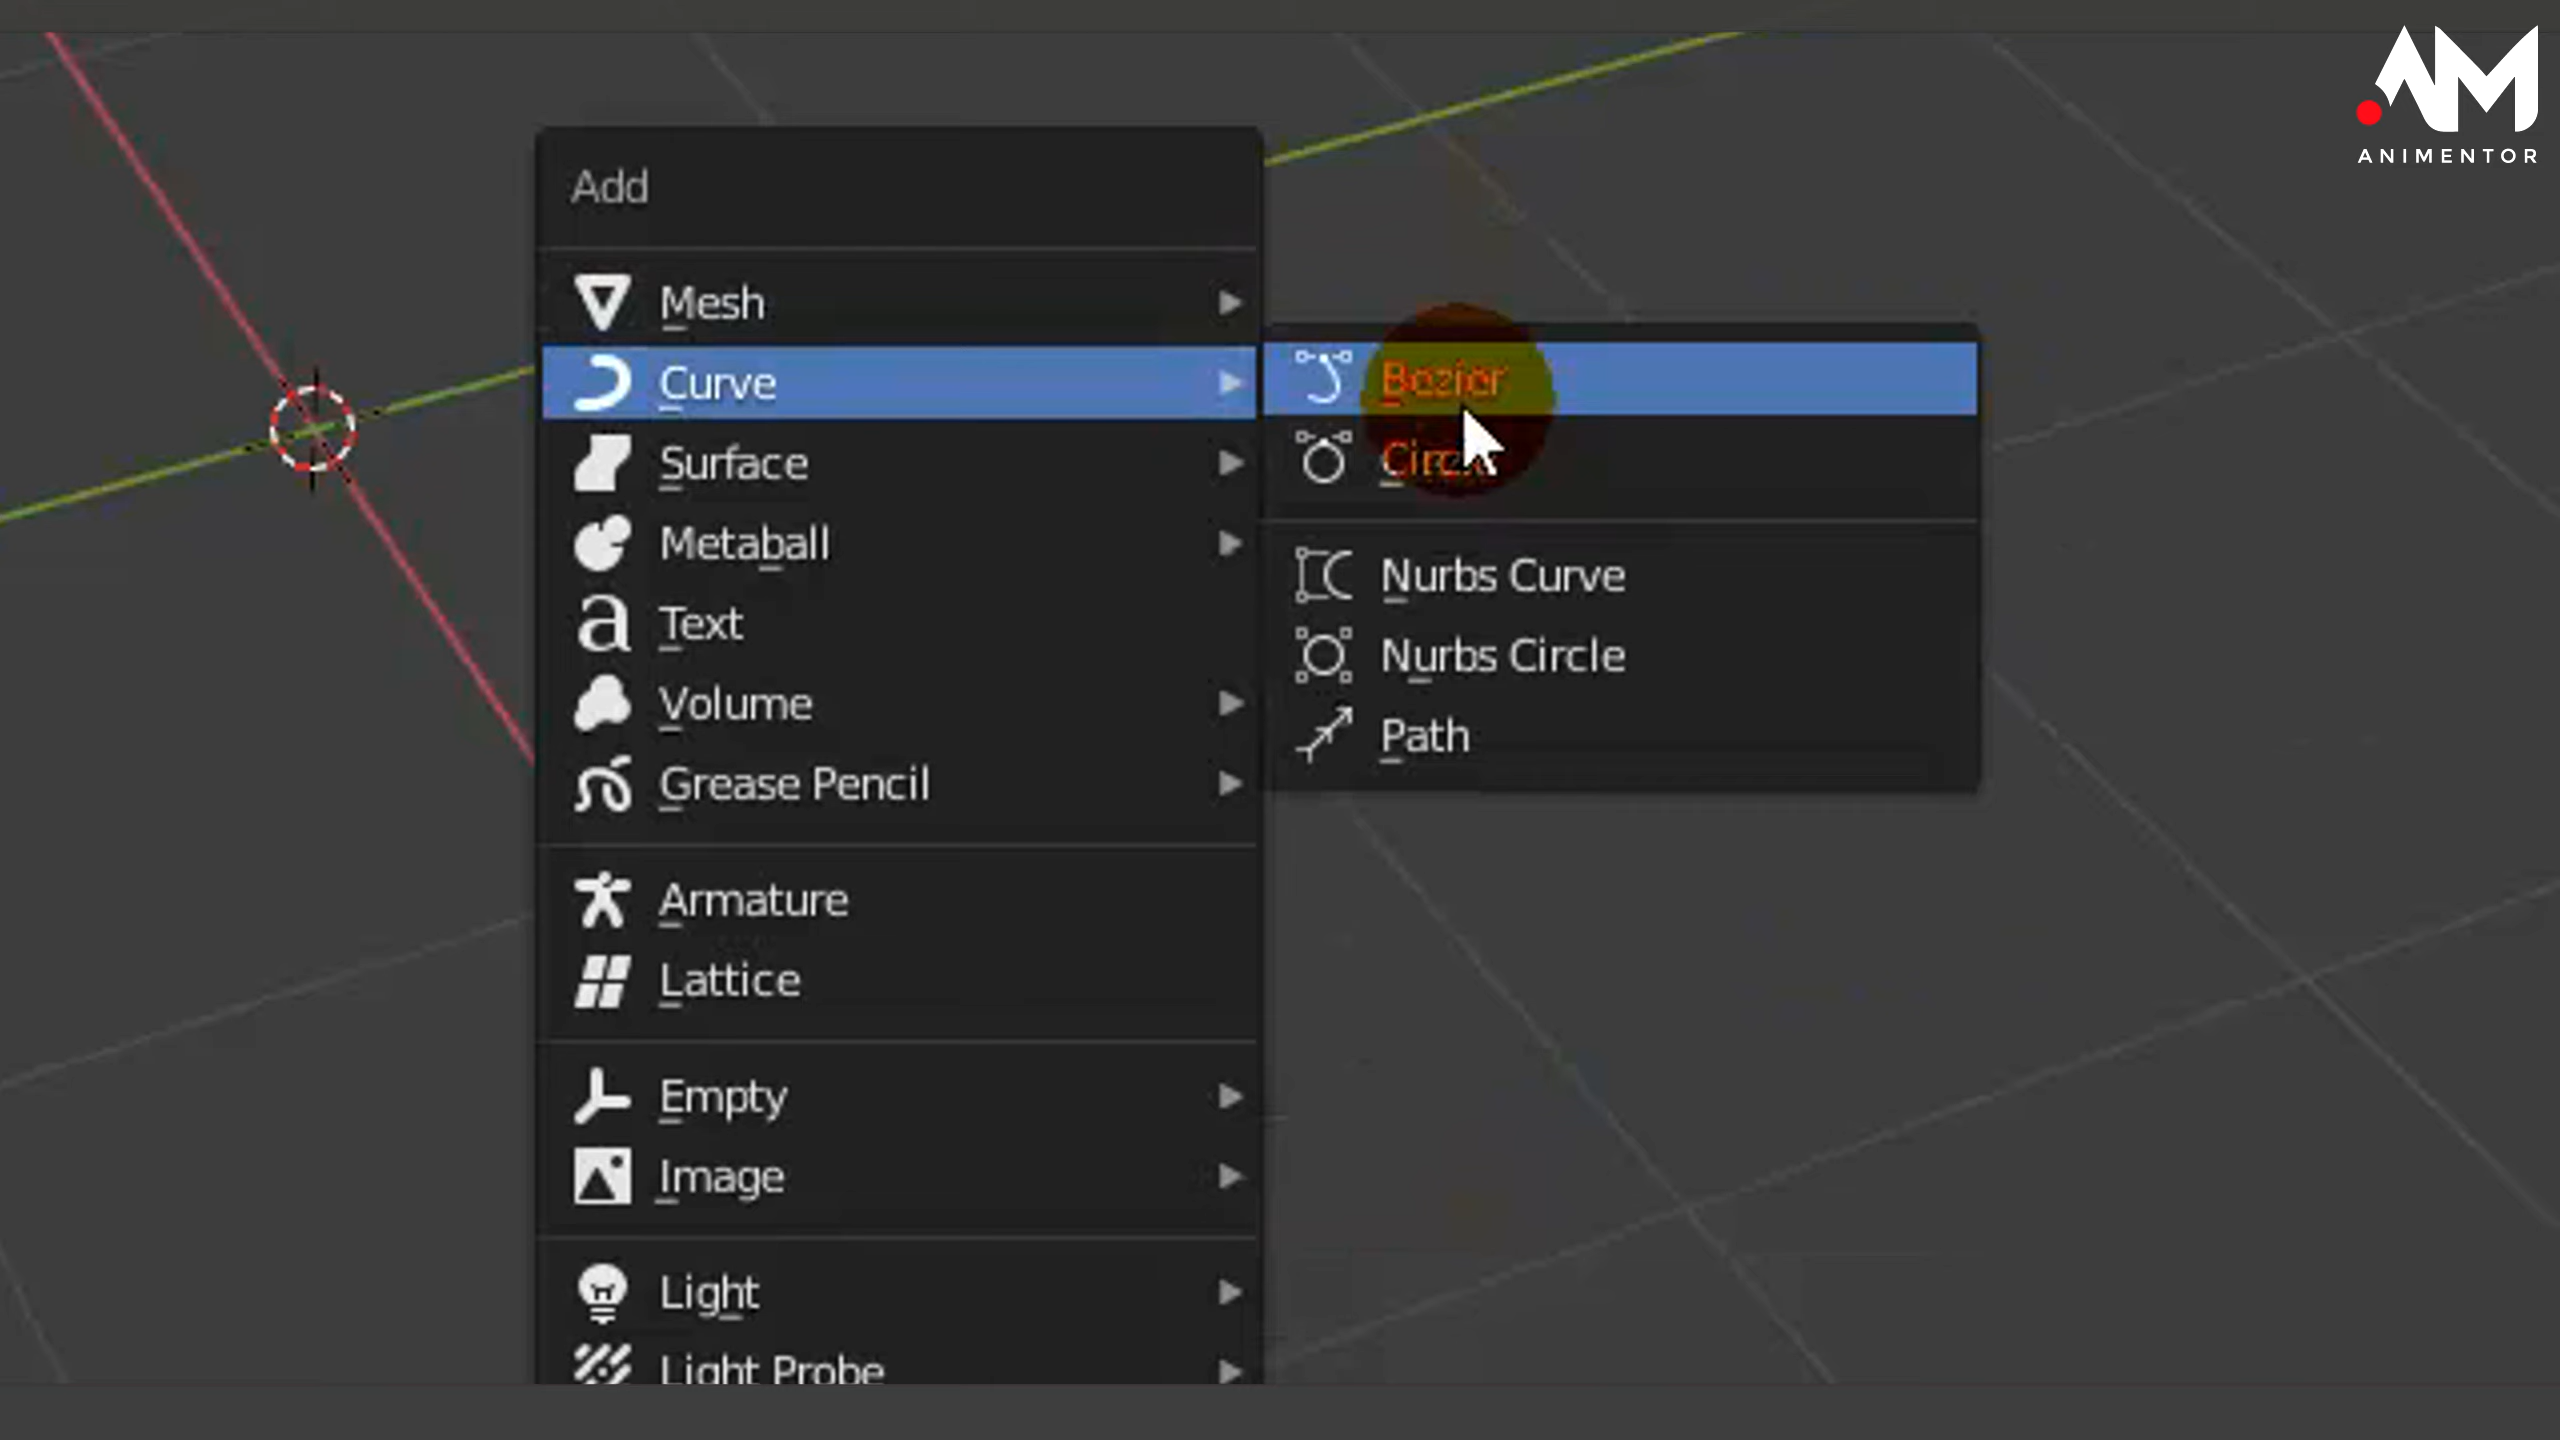 AM
ANIMENTOR
Add
Mesh
Curve
Surface
Metaball
Text
Volume
Grease Pencil
Armature
Lattice
Empty
Image
Light
Light Probe
Bezier
Circle
Nurbs Curve
Nurbs Circle
Path